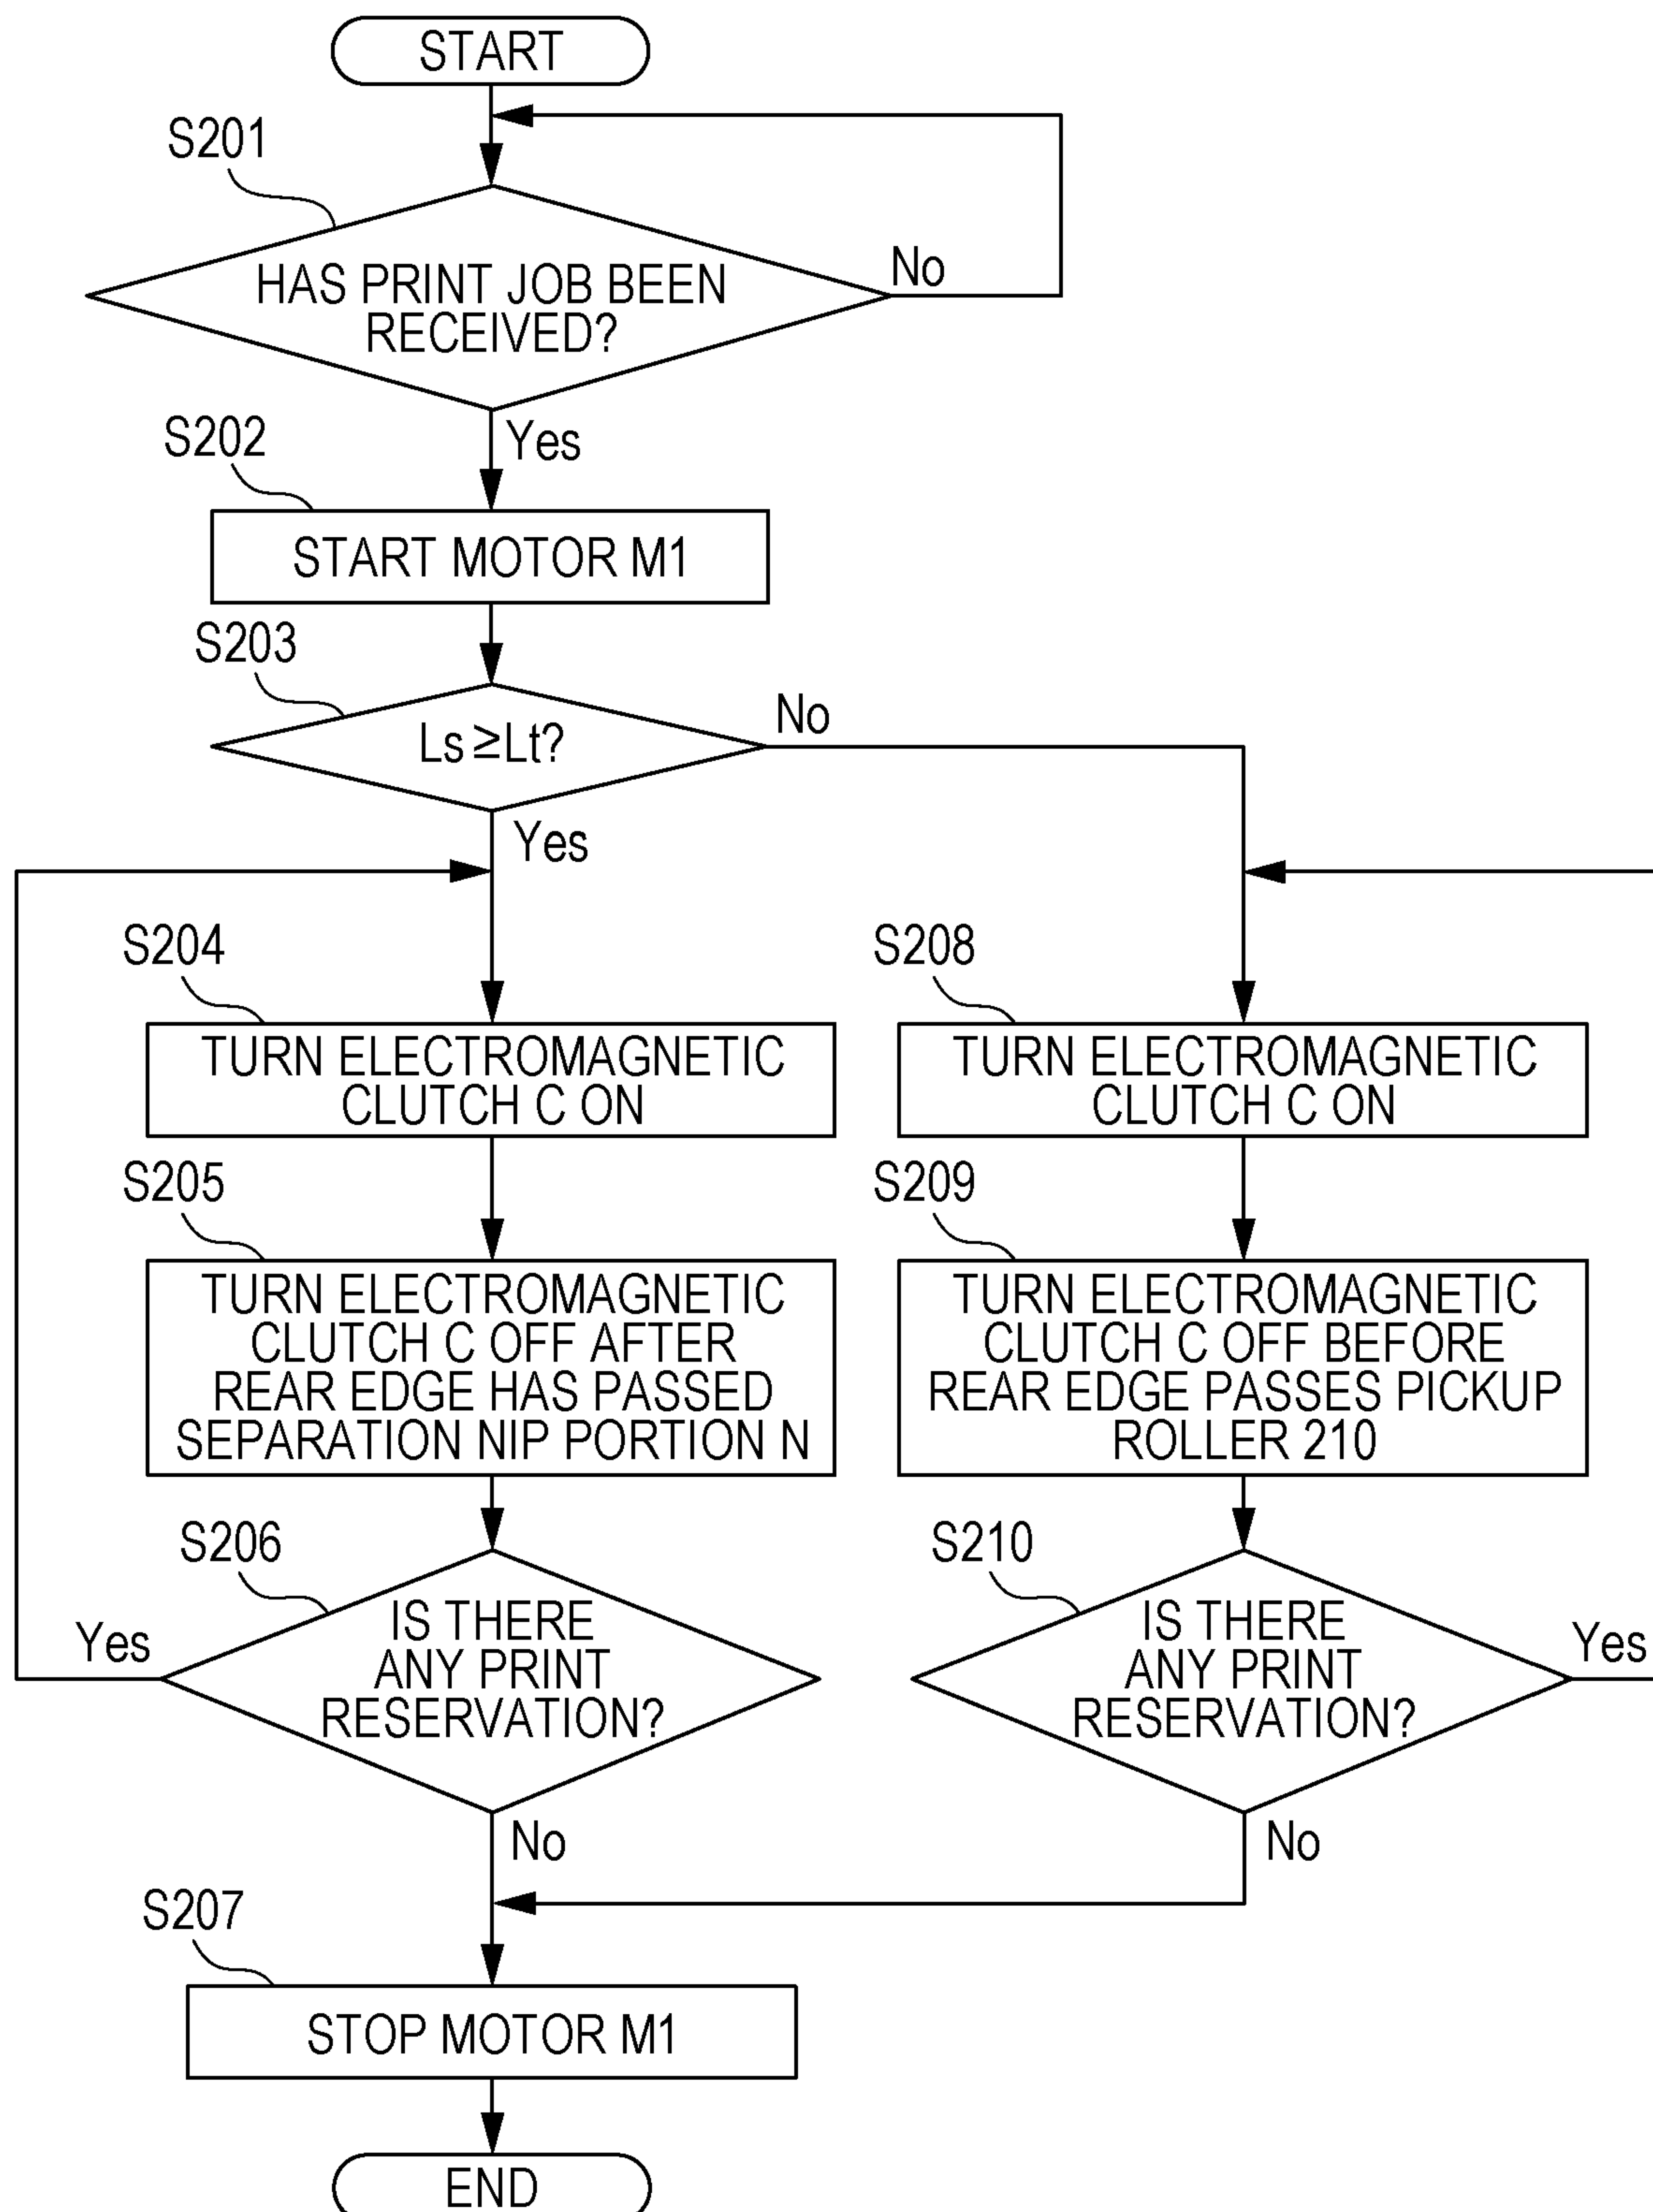 START
S201
HAS PRINT JOB BEEN
RECEIVED?
No
Yes
S202
START MOTOR M1
S203
Ls ≥Lt?
No
Yes
S204
TURN ELECTROMAGNETIC
CLUTCH C ON
S208
TURN ELECTROMAGNETIC
CLUTCH C ON
S205
TURN ELECTROMAGNETIC
CLUTCH C OFF AFTER
REAR EDGE HAS PASSED
SEPARATION NIP PORTION N
S209
TURN ELECTROMAGNETIC
CLUTCH C OFF BEFORE
REAR EDGE PASSES PICKUP
ROLLER 210
S206
IS THERE
ANY PRINT
RESERVATION?
Yes
No
S210
IS THERE
ANY PRINT
RESERVATION?
Yes
No
S207
STOP MOTOR M1
END